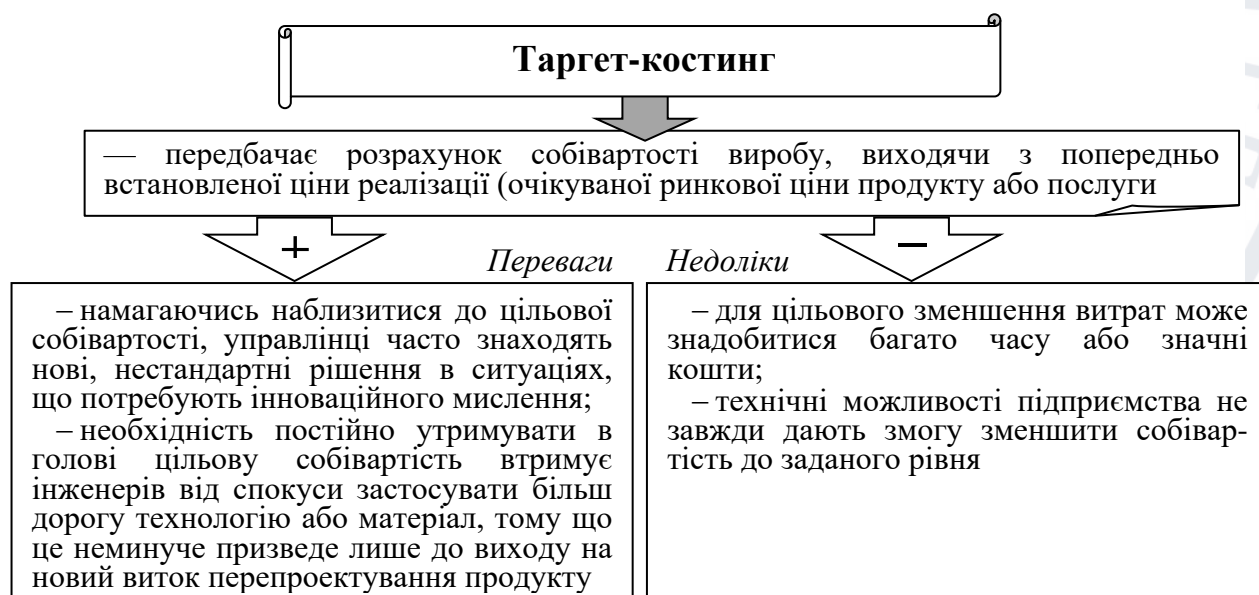 Таргет-костинг
— передбачає розрахунок собівартості виробу, виходячи з попередньо
встановленої ціни реалізації (очікуваної ринкової ціни продукту або послуги
+
–
Переваги
Недоліки
– намагаючись наблизитися до цільової
собівартості, управлінці часто знаходять
нові, нестандартні рішення в ситуаціях,
що потребують інноваційного мислення;
– необхідність постійно утримувати в
голові цільову собівартість втримує
інженерів від спокуси застосувати більш
дорогу технологію або матеріал, тому що
це неминуче призведе лише до виходу на
новий виток перепроектування продукту
– для цільового зменшення витрат може
знадобитися багато часу або значні
кошти;
– технічні можливості підприємства не
завжди дають змогу зменшити собівар-
тість до заданого рівня